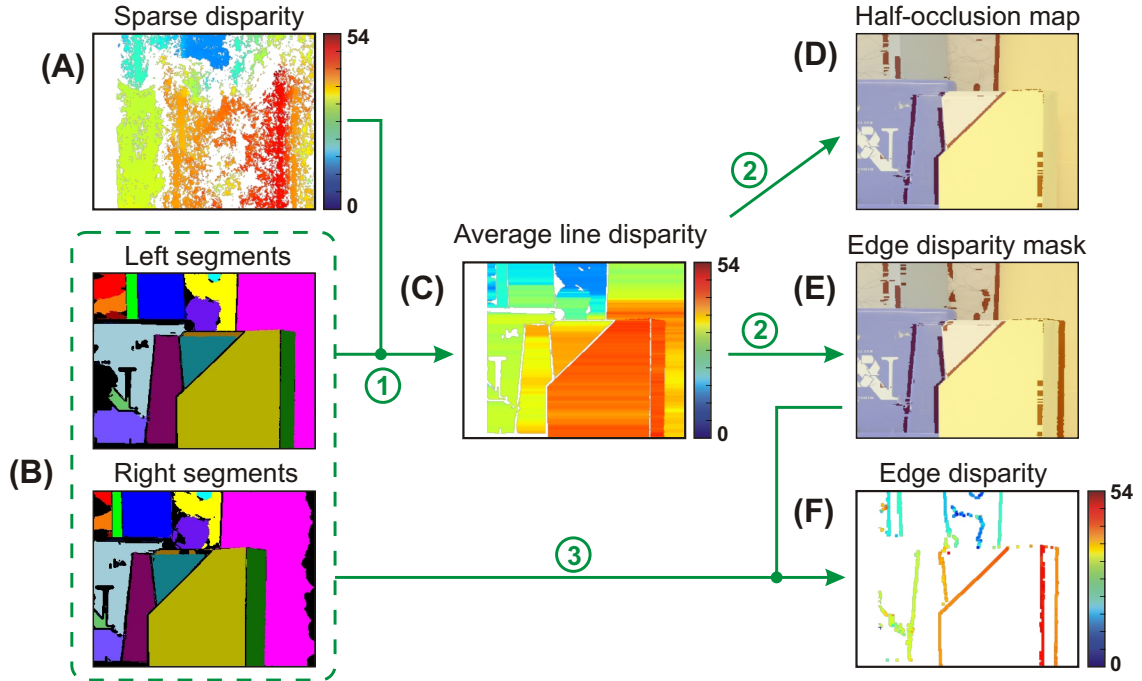 Sparse disparity
(A)
54
0
Left segments
Right segments
(B)
1
Average line disparity
(C)
54
0
2
2
3
Half-occlusion map
(D)
Edge disparity mask
(E)
Edge disparity
(F)
54
0